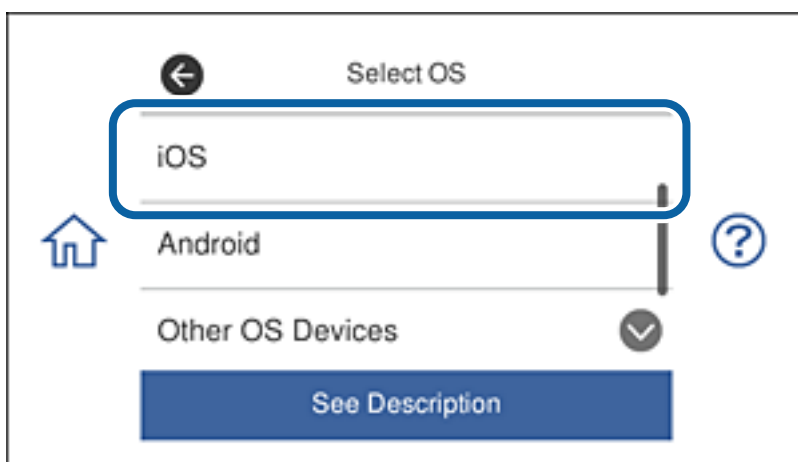 Select OS
iOS
Android
Other OS Devices
See Description